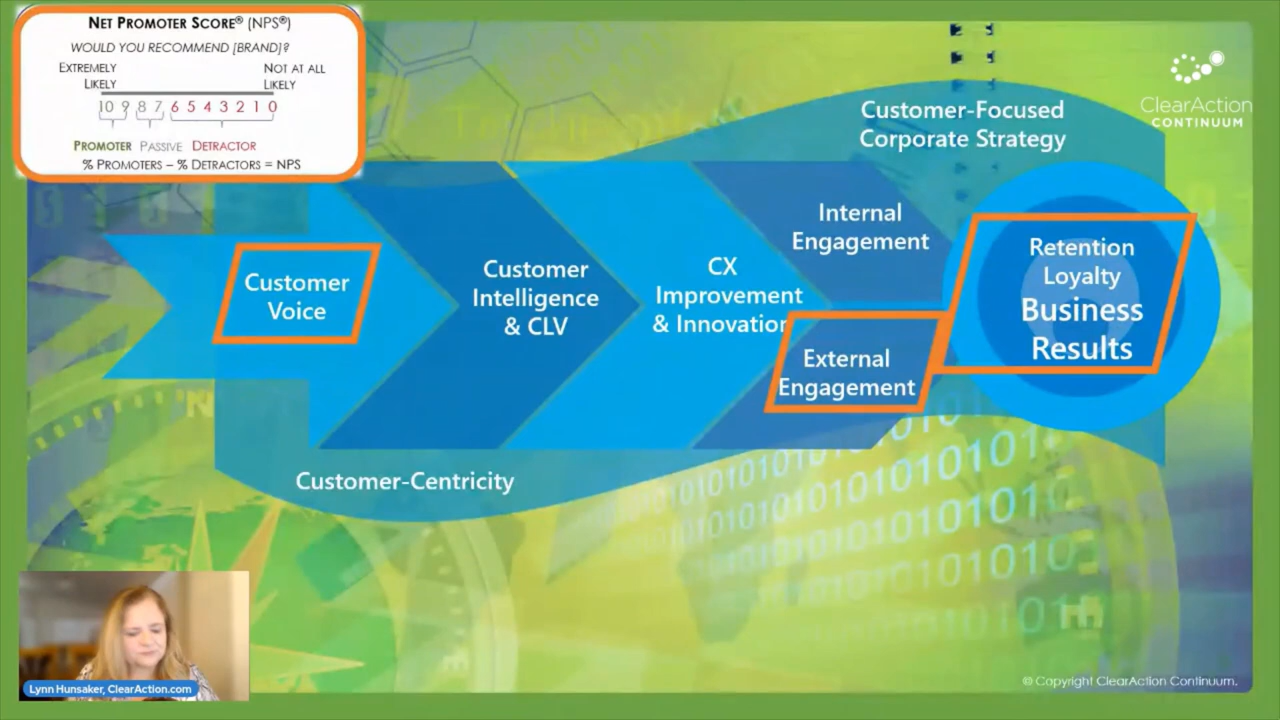 NET PROMOTER SCORE® (NPS®)
WOULD YOU RECOMMEND [BRAND]?
EXTREMELY LIKELY
NOT AT ALL LIKELY
10 9 8 7 6 5 4 3 2 1 0
PROMOTER PASSIVE DETRACTOR
% PROMOTERS – % DETRACTORS = NPS
ClearAction
CONTINUUM
Customer-Focused
Corporate Strategy
Customer
Voice
Customer
Intelligence
& CLV
CX
Improvement
& Innovation
Internal
Engagement
External
Engagement
Retention
Loyalty
Business
Results
Customer-Centricity
Lynn Hunsaker, ClearAction.com
© Copyright ClearAction Continuum.